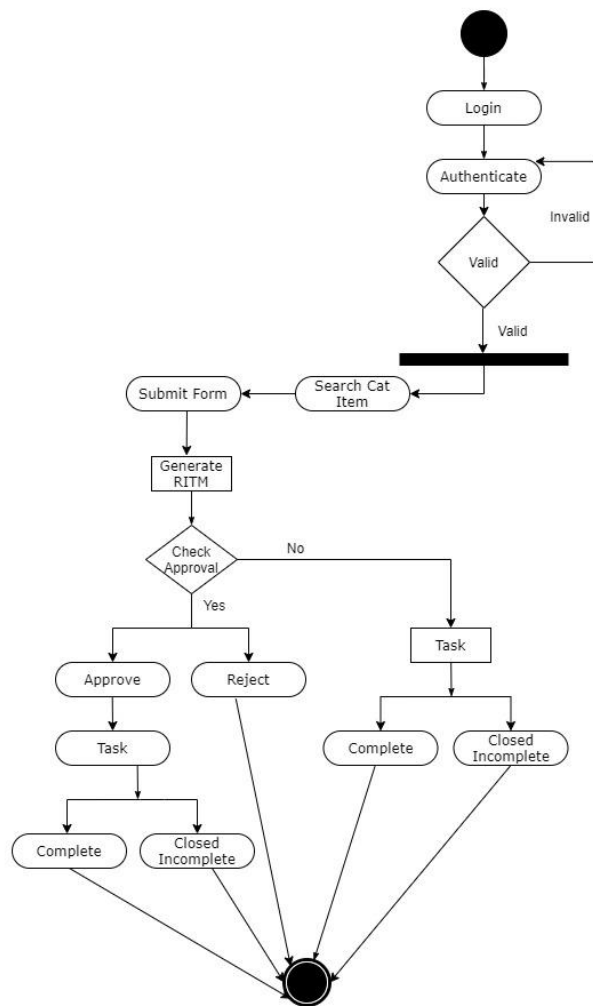 Login
Authenticate
Invalid
Valid
Valid
Search Cat
Item
Submit Form
Generate
RITM
Check
Approval
No
Yes
Task
Approve
Reject
Task
Complete
Closed
Incomplete
Complete
Closed
Incomplete